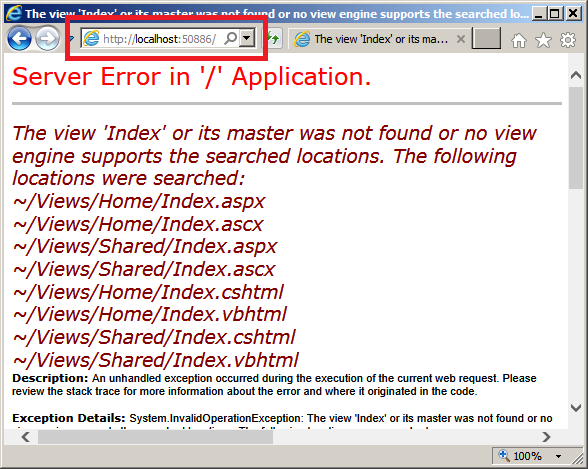 The view 'Index' or its master was not found or no view engine supports the searched lo...
http://localhost:50886/
The view 'Index' or its ma...
Server Error in '/' Application.
The view 'Index' or its master was not found or no view
engine supports the searched locations. The following
locations were searched:
~/Views/Home/Index.aspx
~/Views/Home/Index.ascx
~/Views/Shared/Index.aspx
~/Views/Shared/Index.ascx
~/Views/Home/Index.cshtml
~/Views/Home/Index.vbhtml
~/Views/Shared/Index.cshtml
~/Views/Shared/Index.vbhtml
Description: An unhandled exception occurred during the execution of the current web request. Please
review the stack trace for more information about the error and where it originated in the code.
Exception Details: System.InvalidOperationException: The view 'Index' or its master was not found or no
100%